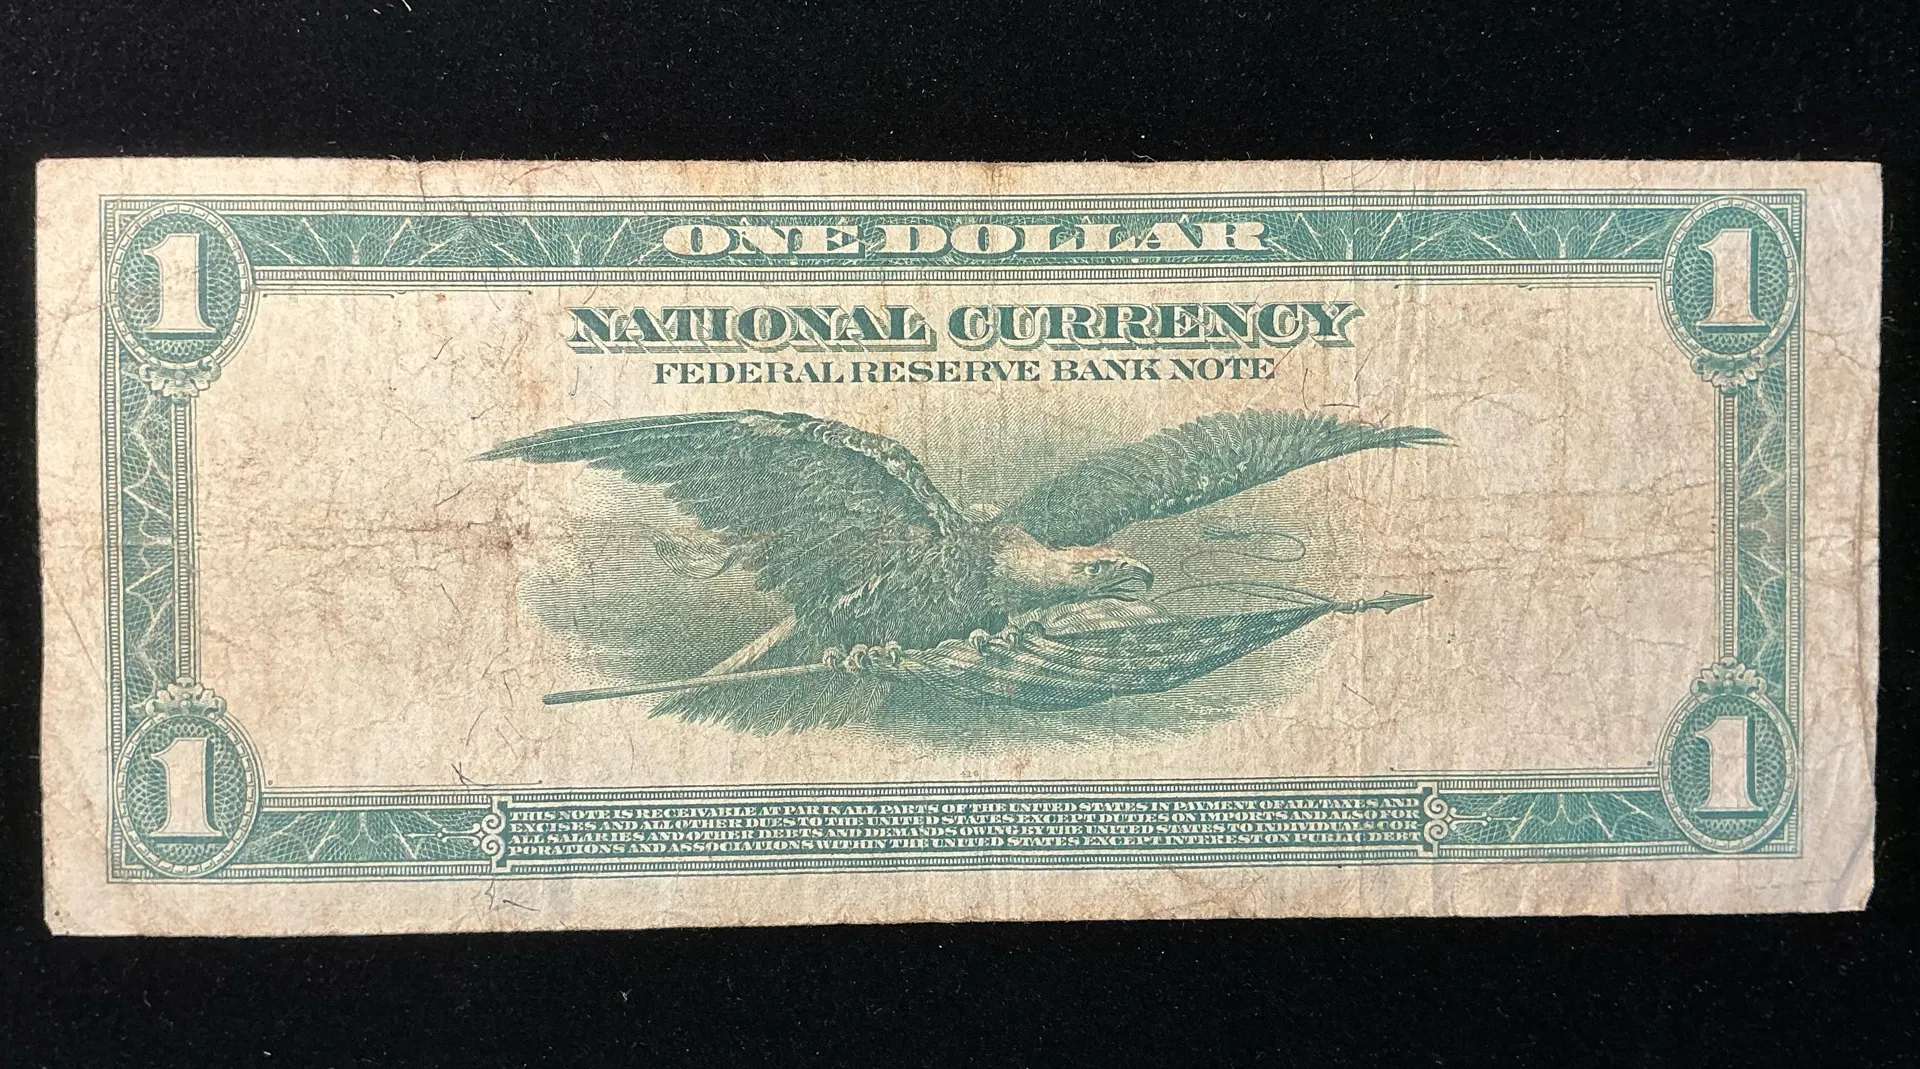 1 ONE DOLLAR 1
NATIONAL CURRENCY
FEDERAL RESERVE BANK NOTE
1 1
THIS NOTE IS RECEIVABLE AT PAR IN ALL PARTS OF THE UNITED STATES IN PAYMENT OF ALL TAXES AND
EXCISES AND ALL OTHER DUES TO THE UNITED STATES EXCEPT DUTIES ON IMPORTS AND ALSO FOR
ALL SALARIES AND OTHER DEBTS AND DEMANDS OWING BY THE UNITED STATES TO INDIVIDUALS COR
PORATIONS AND ASSOCIATIONS WITHIN THE UNITED STATES EXCEPT INTEREST ON PUBLIC DEBT